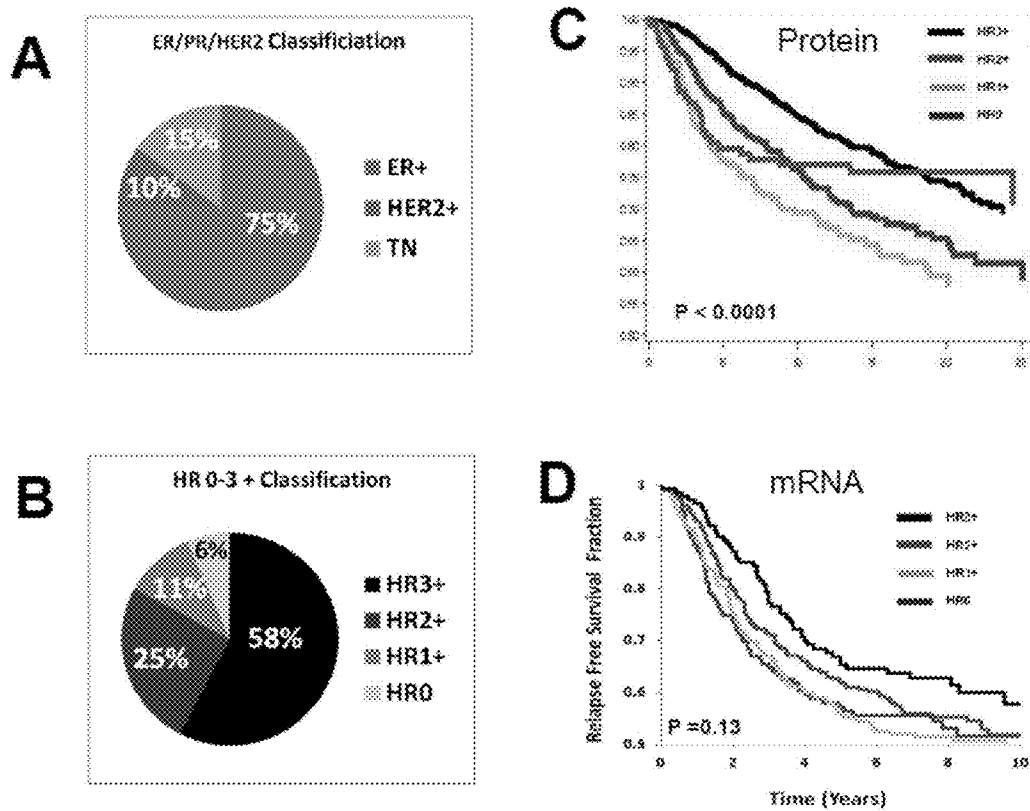 A
ER/PR/HER2 Classificiation
15%
10%
75%
ER+
HER2+
TN
B
HR 0-3 + Classification
6%
11%
25%
58%
HR3+
HR2+
HR1+
HR0
C
Protein
HR3+
HR2+
HR1+
HR0
P < 0.0001
D
mRNA
HR2+
HR1+
HR0
Relapse Free Survival Fraction
1
0.9
0.8
0.7
0.6
0.5
P =0.13
0
2
4
6
8
10
Time (Years)